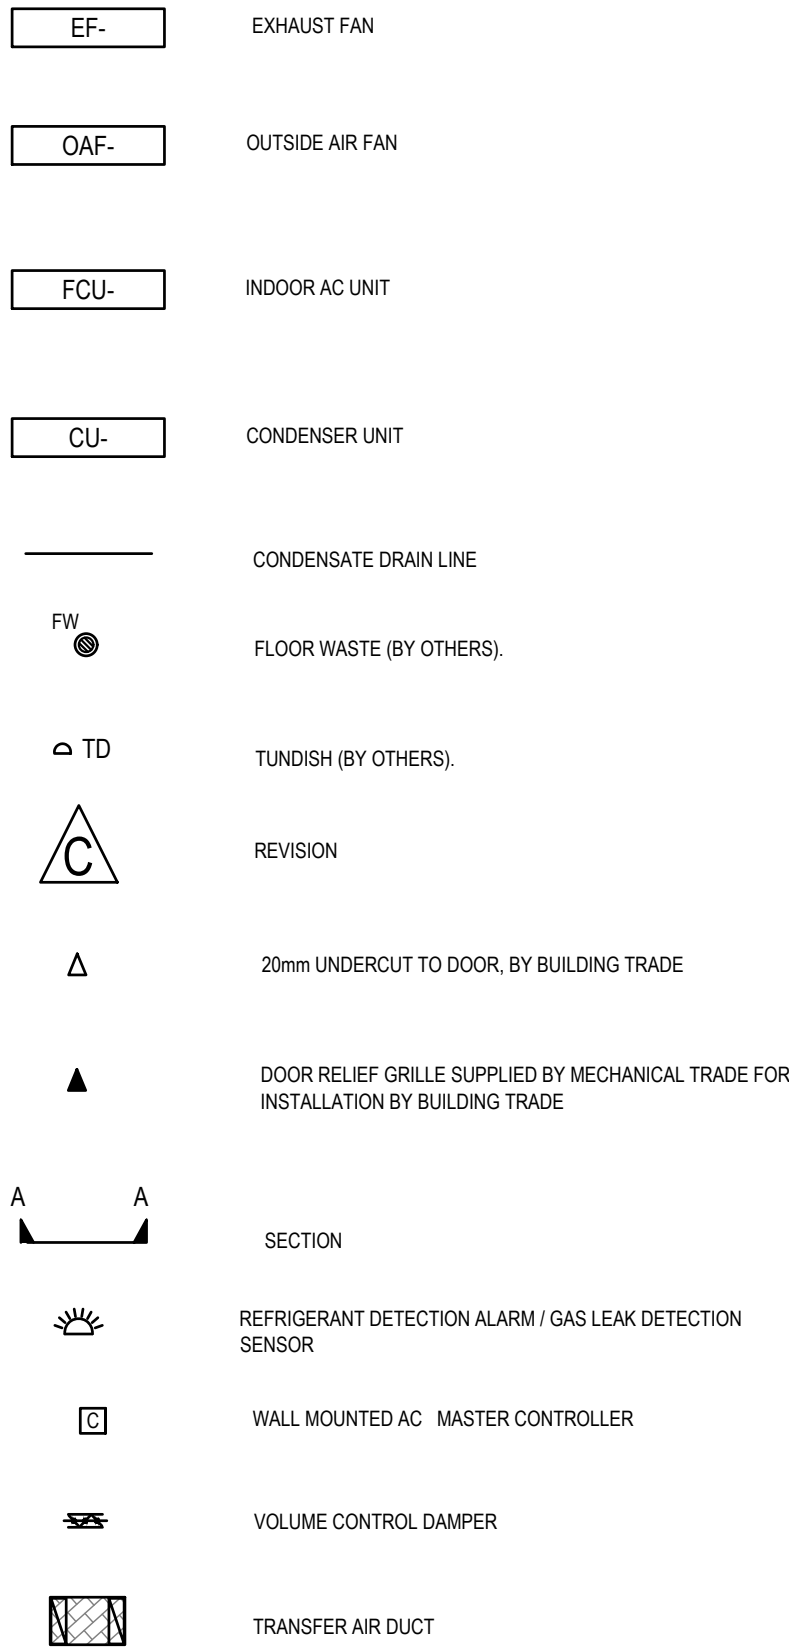 EF- EXHAUST FAN
OAF- OUTSIDE AIR FAN
FCU- INDOOR AC UNIT
CU- CONDENSER UNIT
CONDENSATE DRAIN LINE
FW
FLOOR WASTE (BY OTHERS).
TD TUNDISH (BY OTHERS).
C REVISION
20mm UNDERCUT TO DOOR, BY BUILDING TRADE
DOOR RELIEF GRILLE SUPPLIED BY MECHANICAL TRADE FOR
INSTALLATION BY BUILDING TRADE
A A
SECTION
REFRIGERANT DETECTION ALARM / GAS LEAK DETECTION
SENSOR
C WALL MOUNTED AC MASTER CONTROLLER
VOLUME CONTROL DAMPER
TRANSFER AIR DUCT